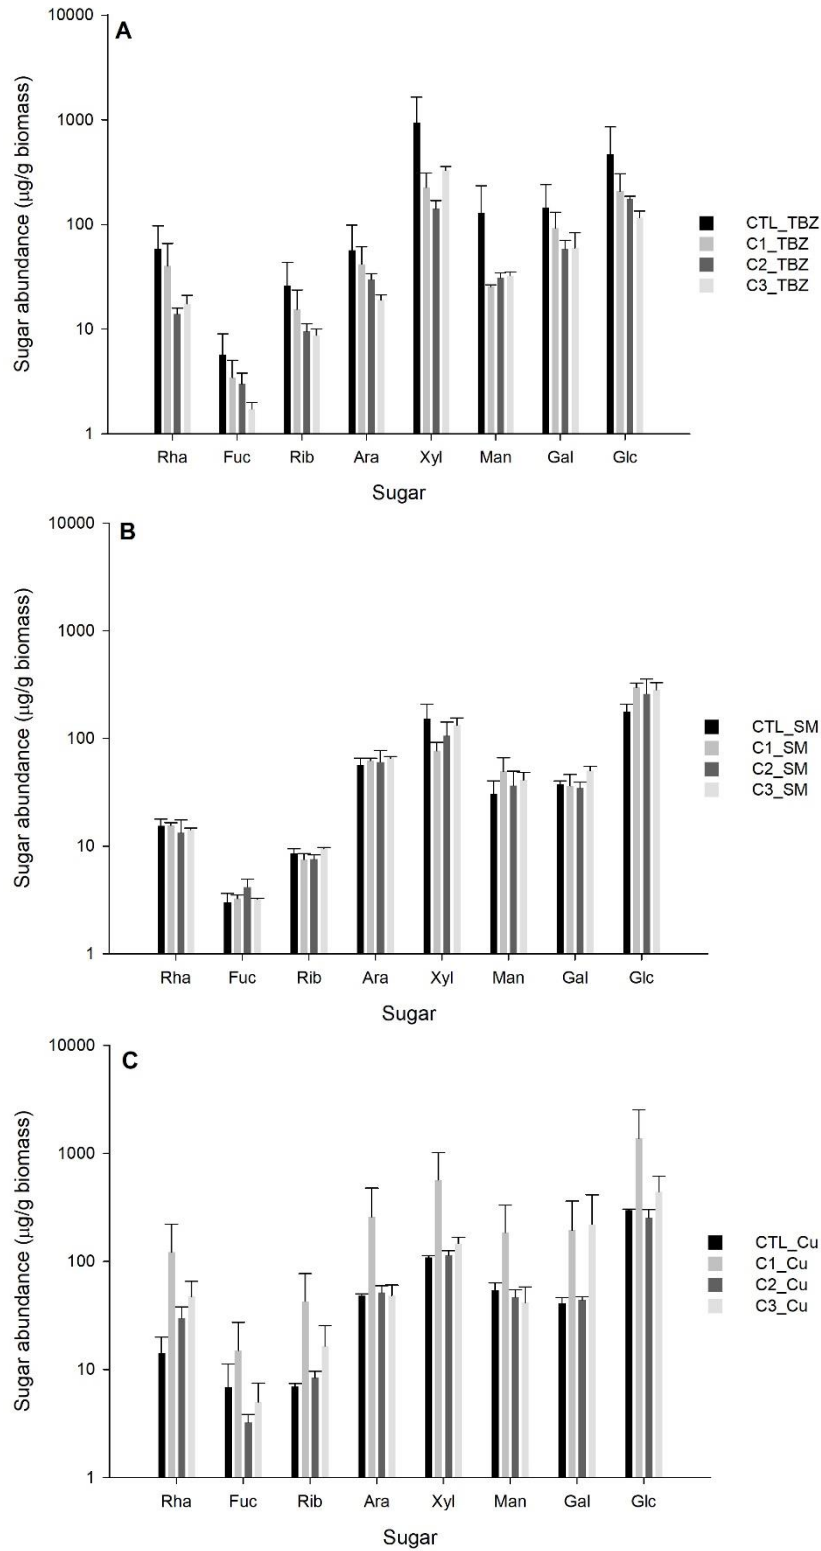 A
Sugar abundance (µg/g biomass)
10000
1000
100
10
1
Rha Fuc Rib Ara Xyl Man Gal Glc
Sugar
CTL_TBZ
C1_TBZ
C2_TBZ
C3_TBZ
B
Sugar abundance (µg/g biomass)
10000
1000
100
10
1
Rha Fuc Rib Ara Xyl Man Gal Glc
Sugar
CTL_SM
C1_SM
C2_SM
C3_SM
C
Sugar abundance (µg/g biomass)
10000
1000
100
10
1
Rha Fuc Rib Ara Xyl Man Gal Glc
Sugar
CTL_Cu
C1_Cu
C2_Cu
C3_Cu